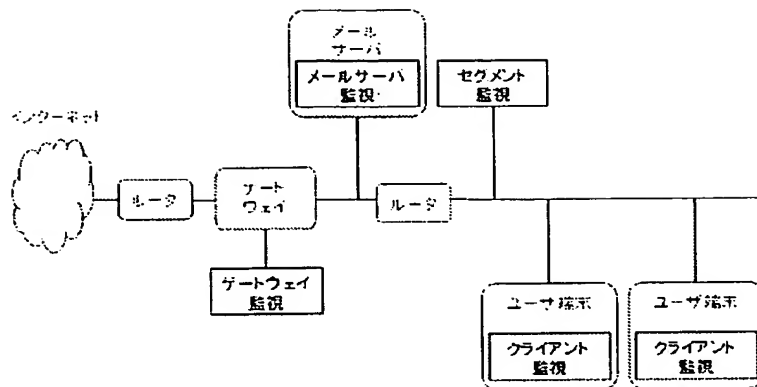 メール
サーバ
メールサーバ
監視
セグメント
監視
インターネット
ルータ
ゲート
ウェイ
ルータ
ゲートウェイ
監視
ユーザ端末
クライアント
監視
ユーザ端末
クライアント
監視